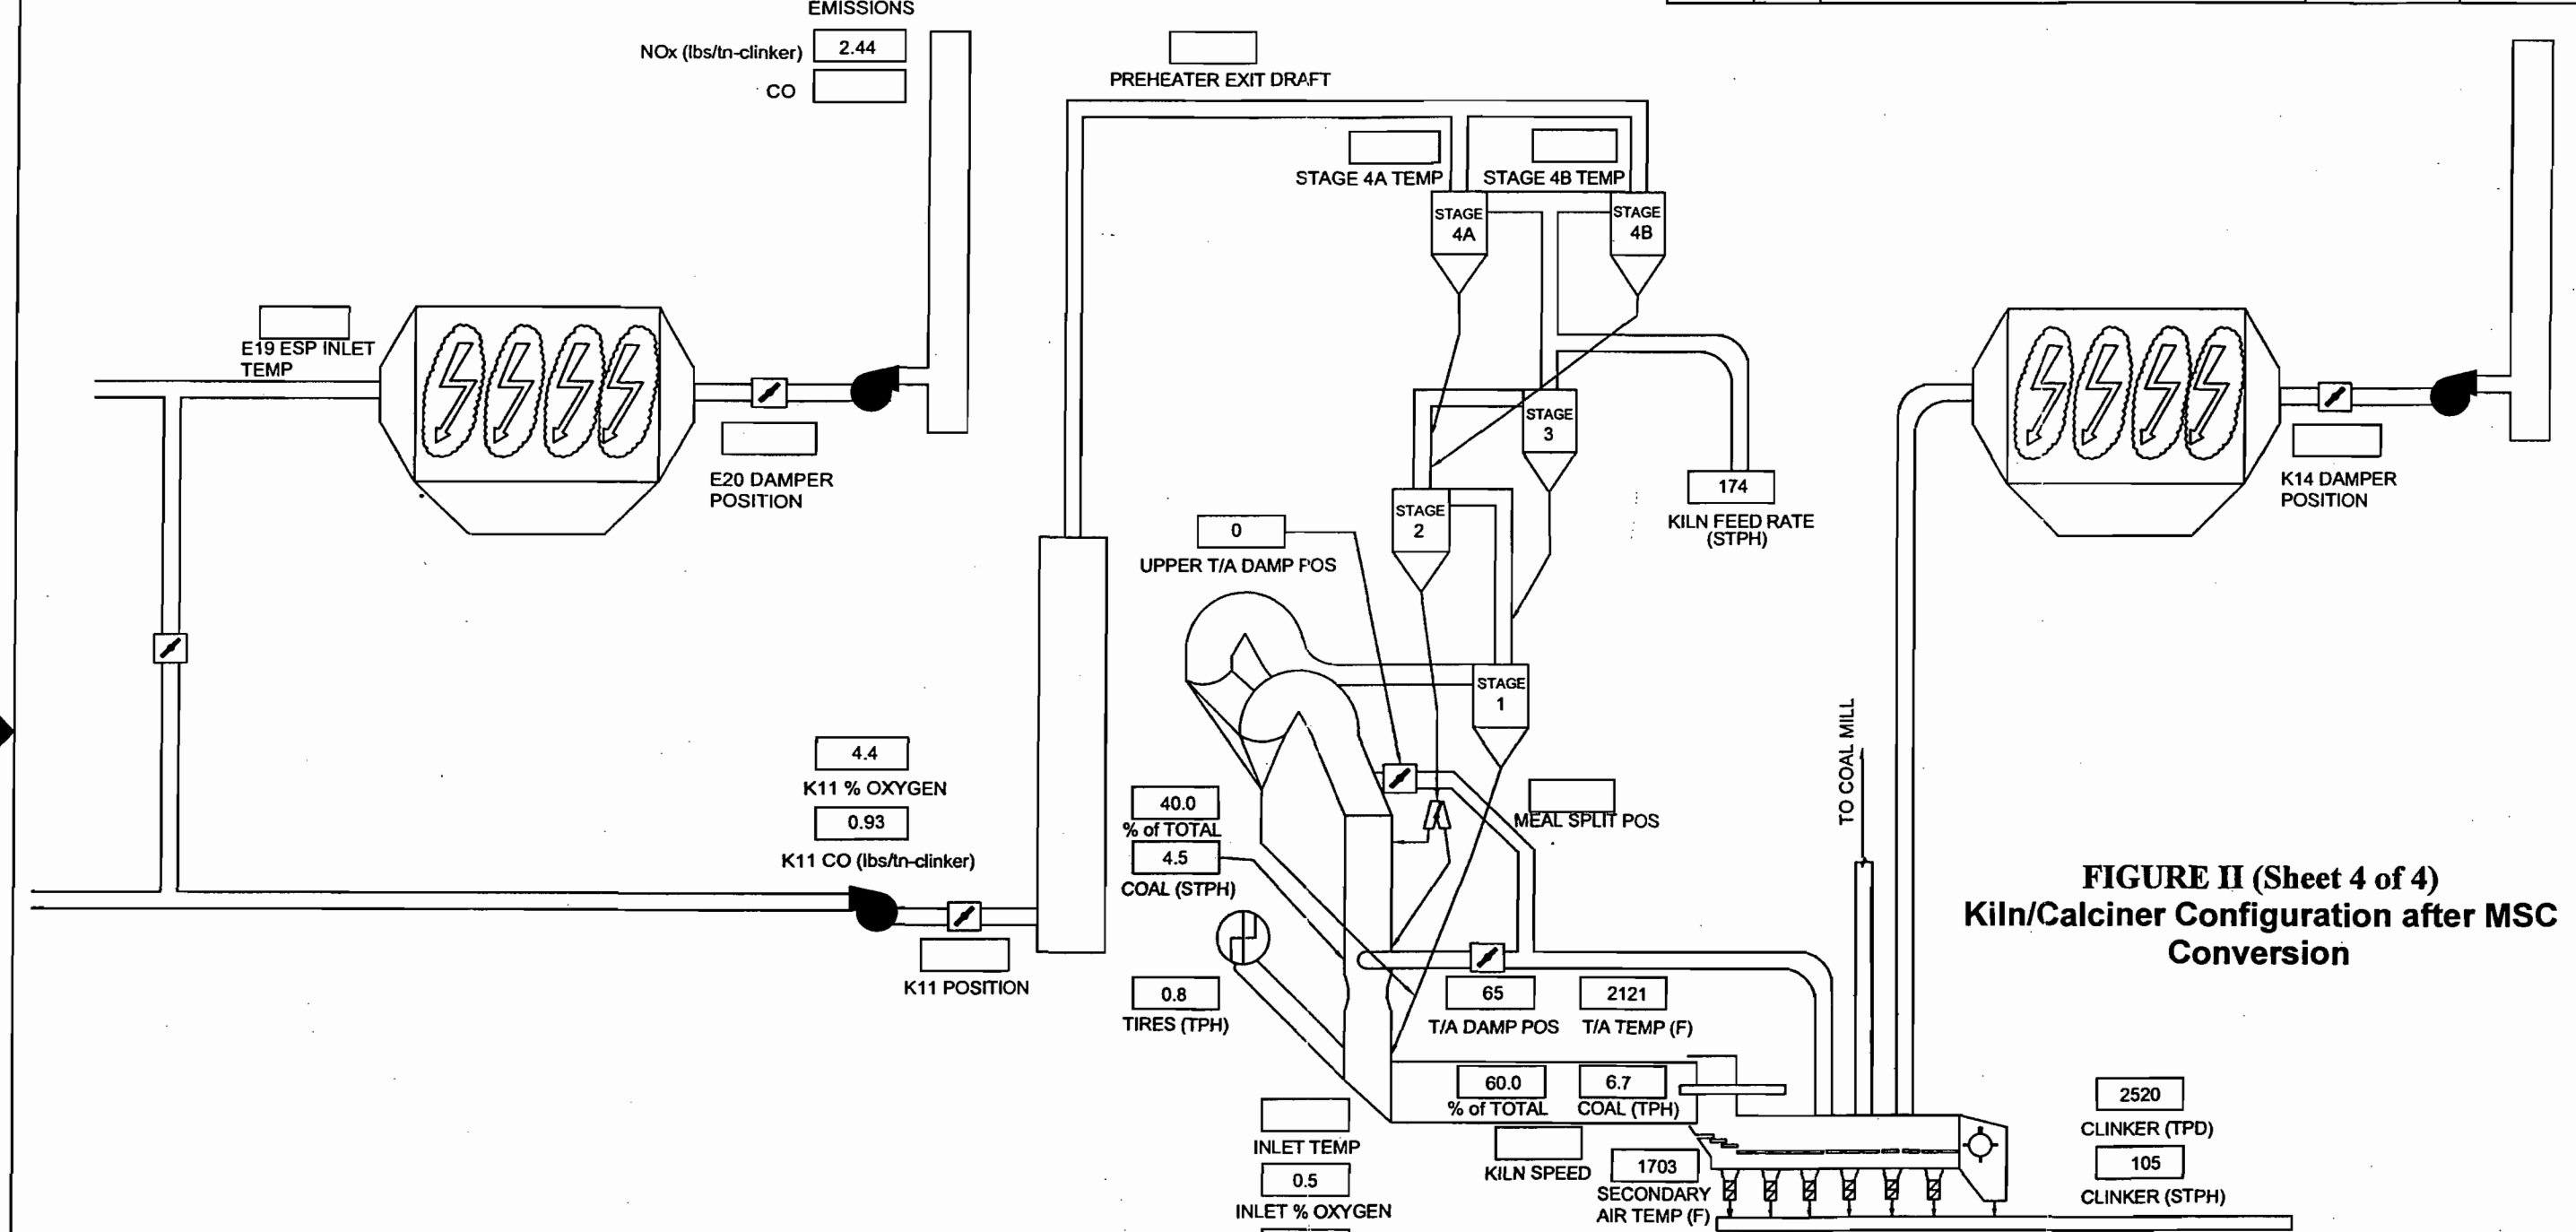 EMISSIONS
NOx (lbs/tn-clinker) 2.44
CO
PREHEATER EXIT DRAFT
STAGE 4A TEMP
STAGE 4B TEMP
STAGE
4A
STAGE
4B
E19 ESP INLET
TEMP
E20 DAMPER
POSITION
STAGE
3
174
KILN FEED RATE
(STPH)
K14 DAMPER
POSITION
STAGE
2
0
UPPER T/A DAMP POS
STAGE
1
4.4
K11 % OXYGEN
0.93
K11 CO (lbs/tn-clinker)
40.0
% of TOTAL
4.5
COAL (STPH)
MEAL SPLIT POS
TO COAL MILL
K11 POSITION
0.8
TIRES (TPH)
65
T/A DAMP POS
2121
T/A TEMP (F)
FIGURE II (Sheet 4 of 4)
Kiln/Calciner Configuration after MSC
Conversion
60.0
% of TOTAL
6.7
COAL (TPH)
INLET TEMP
0.5
INLET % OXYGEN
KILN SPEED
1703
SECONDARY
AIR TEMP (F)
2520
CLINKER (TPD)
105
CLINKER (STPH)